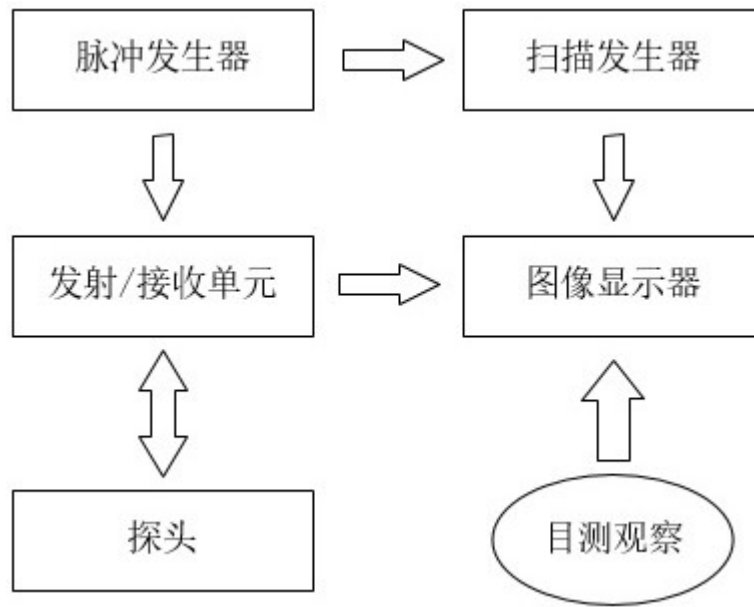 脉冲发生器
扫描发生器
发射/接收单元
图像显示器
探头
目测观察